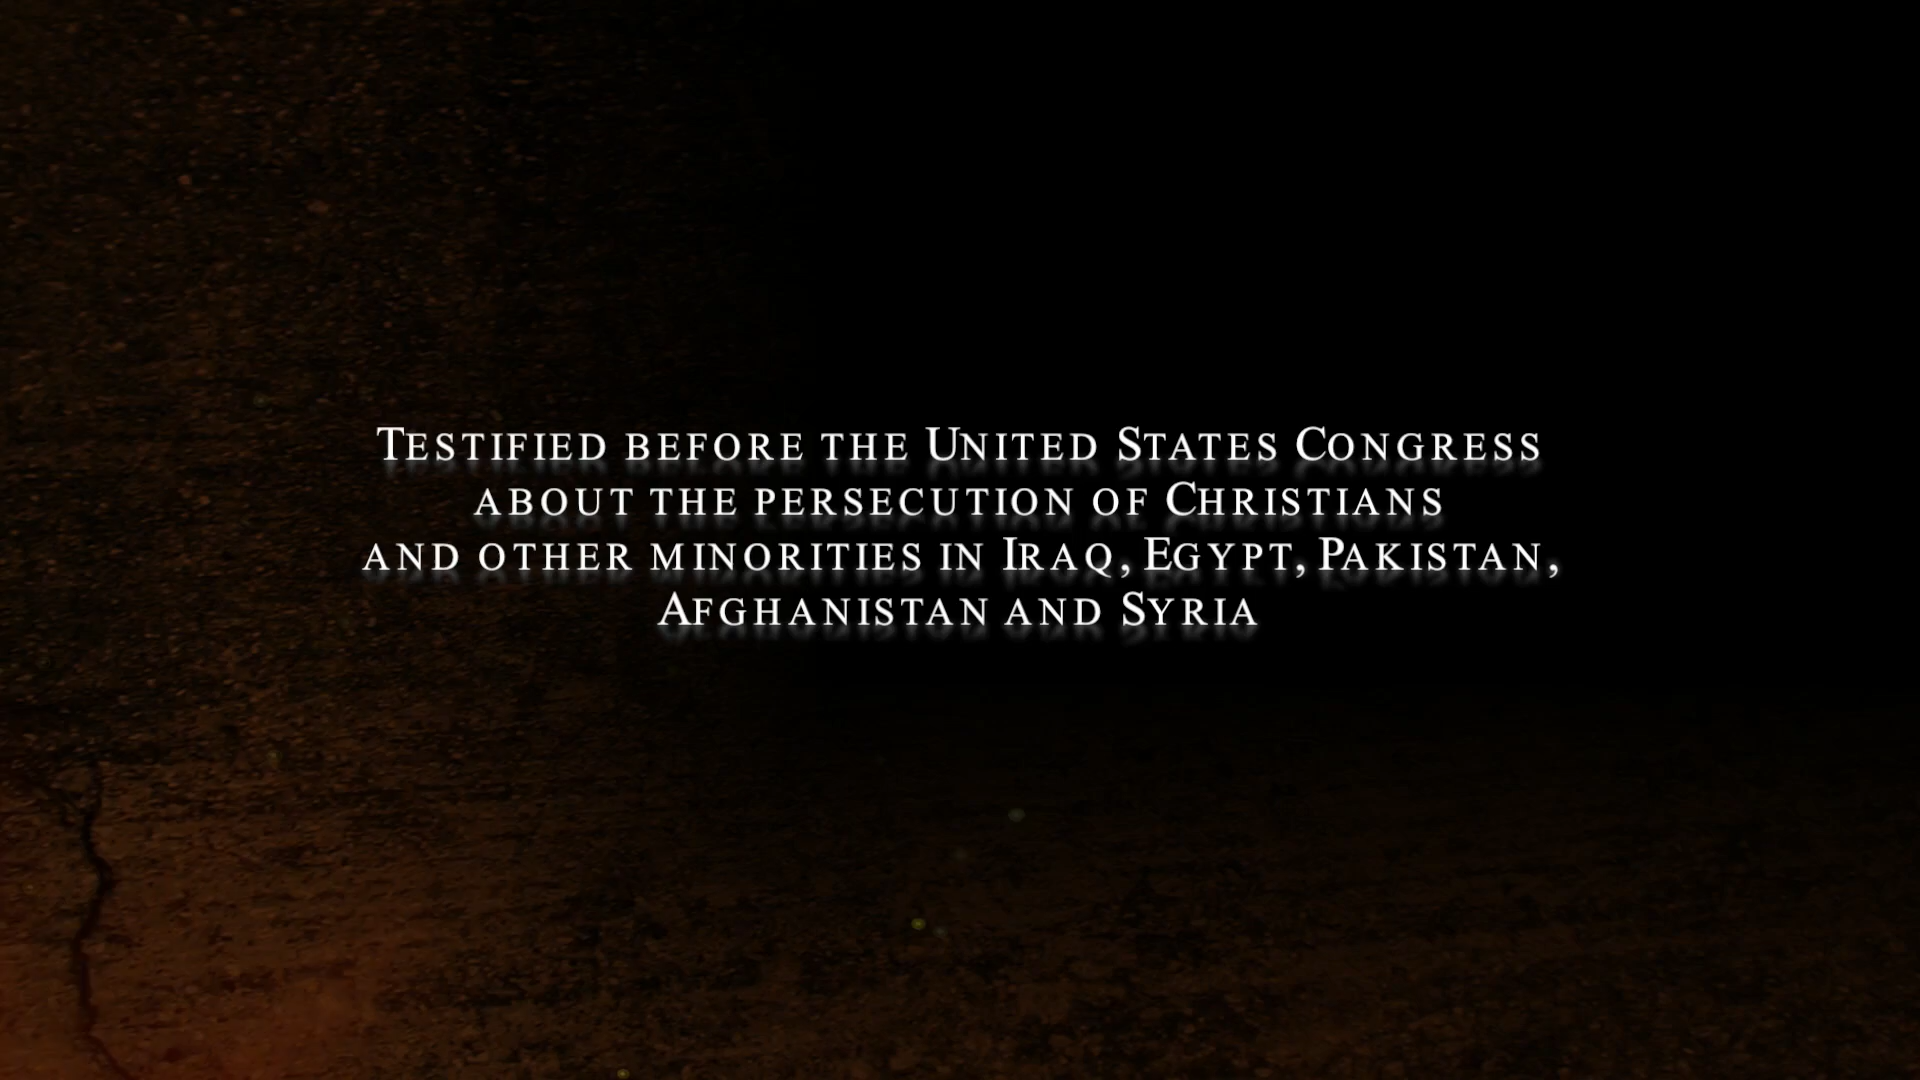 Testified before the United States Congress
about the persecution of Christians
and other minorities in Iraq, Egypt, Pakistan,
Afghanistan and Syria